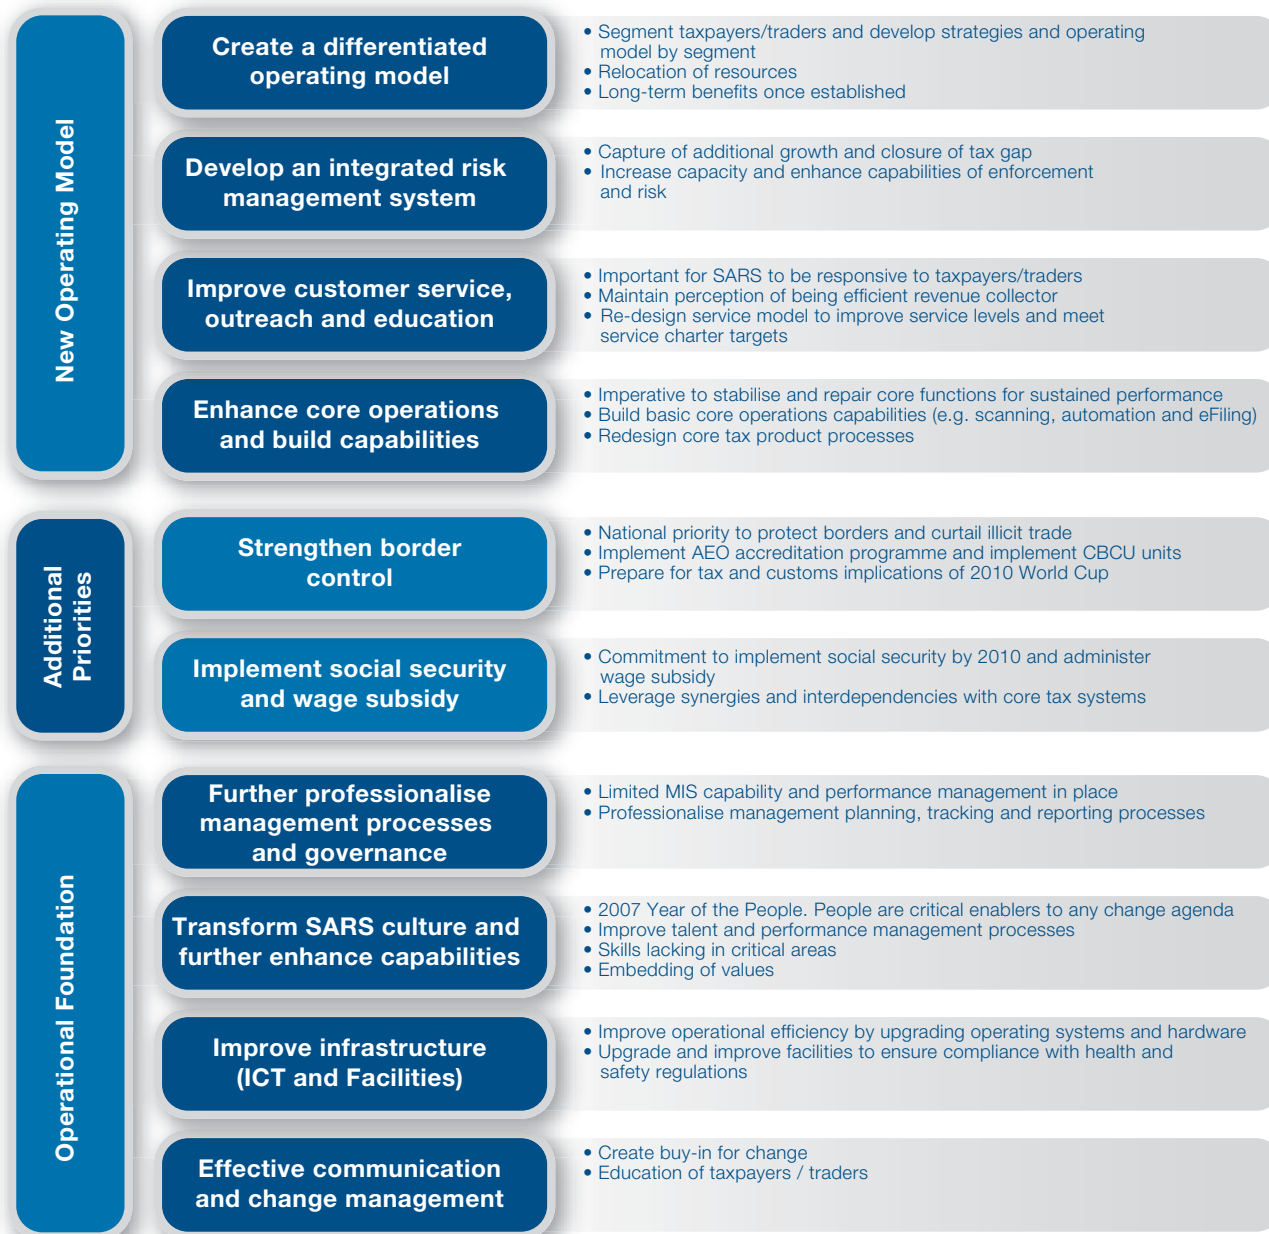 New Operating Model
Create a differentiated
operating model
• Segment taxpayers/traders and develop strategies and operating
model by segment
• Relocation of resources
• Long-term benefits once established
Develop an integrated risk
management system
• Capture of additional growth and closure of tax gap
• Increase capacity and enhance capabilities of enforcement
and risk
Improve customer service,
outreach and education
• Important for SARS to be responsive to taxpayers/traders
• Maintain perception of being efficient revenue collector
• Re-design service model to improve service levels and meet
service charter targets
Enhance core operations
and build capabilities
• Imperative to stabilise and repair core functions for sustained performance
• Build basic core operations capabilities (e.g. scanning, automation and eFiling)
• Redesign core tax product processes
Additional
Priorities
Strengthen border
control
• National priority to protect borders and curtail illicit trade
• Implement AEO accreditation programme and implement CBCU units
• Prepare for tax and customs implications of 2010 World Cup
Implement social security
and wage subsidy
• Commitment to implement social security by 2010 and administer
wage subsidy
• Leverage synergies and interdependencies with core tax systems
Operational Foundation
Further professionalise
management processes
and governance
• Limited MIS capability and performance management in place
• Professionalise management planning, tracking and reporting processes
Transform SARS culture and
further enhance capabilities
• 2007 Year of the People. People are critical enablers to any change agenda
• Improve talent and performance management processes
• Skills lacking in critical areas
• Embedding of values
Improve infrastructure
(ICT and Facilities)
• Improve operational efficiency by upgrading operating systems and hardware
• Upgrade and improve facilities to ensure compliance with health and
safety regulations
Effective communication
and change management
• Create buy-in for change
• Education of taxpayers / traders